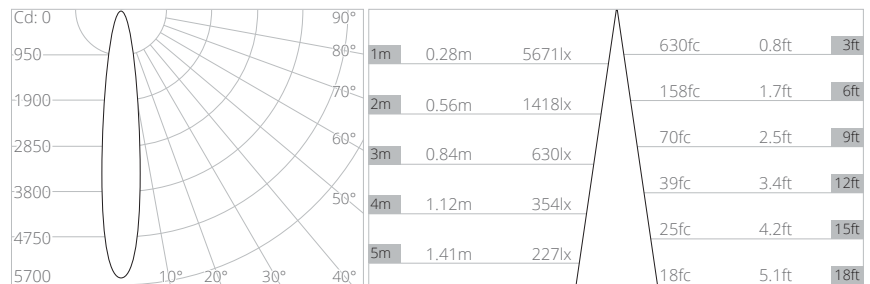 Cd: 0
90°
950
80°
1900
70°
2850
60°
3800
50°
4750
5700
10°
20°
30°
40°
1m 0.28m 5671lx
2m 0.56m 1418lx
3m 0.84m 630lx
4m 1.12m 354lx
5m 1.41m 227lx
630fc 0.8ft 3ft
158fc 1.7ft 6ft
70fc 2.5ft 9ft
39fc 3.4ft 12ft
25fc 4.2ft 15ft
18fc 5.1ft 18ft